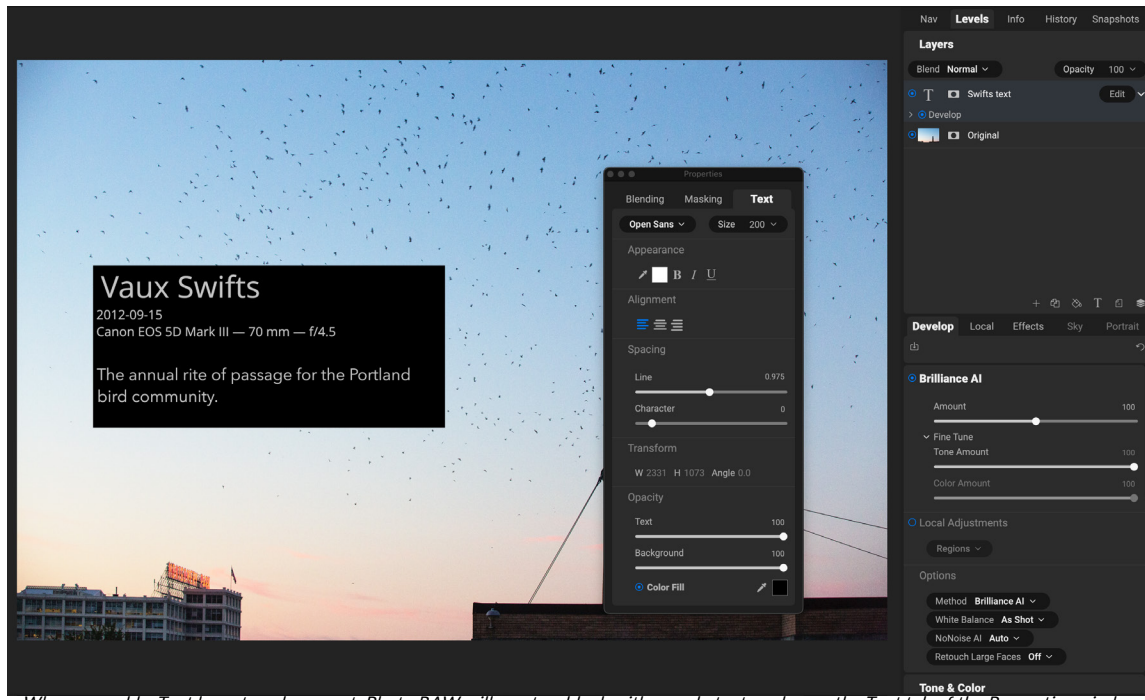 Nav Levels Info History Snapshots
Layers
Blend Normal Opacity 100
T Swifts text Edit
Develop
Original
Properties
Blending Masking Text
Open Sans Size 200
Appearance
B I U
Alignment
Spacing
Line 0.975
Character 0
Transform
W 2331 H 1073 Angle 0.0
Opacity
Text 100
Background 100
Color Fill
Vaux Swifts
2012-09-15
Canon EOS 5D Mark III — 70 mm — f/4.5
The annual rite of passage for the Portland
bird community.
T
Develop Local Effects Sky Portrait
Brilliance AI
Amount 100
Fine Tune
Tone Amount 100
Color Amount 100
Local Adjustments
Regions
Options
Method Brilliance AI
White Balance As Shot
NoNoise AI Auto
Retouch Large Faces Off
Tone & Color